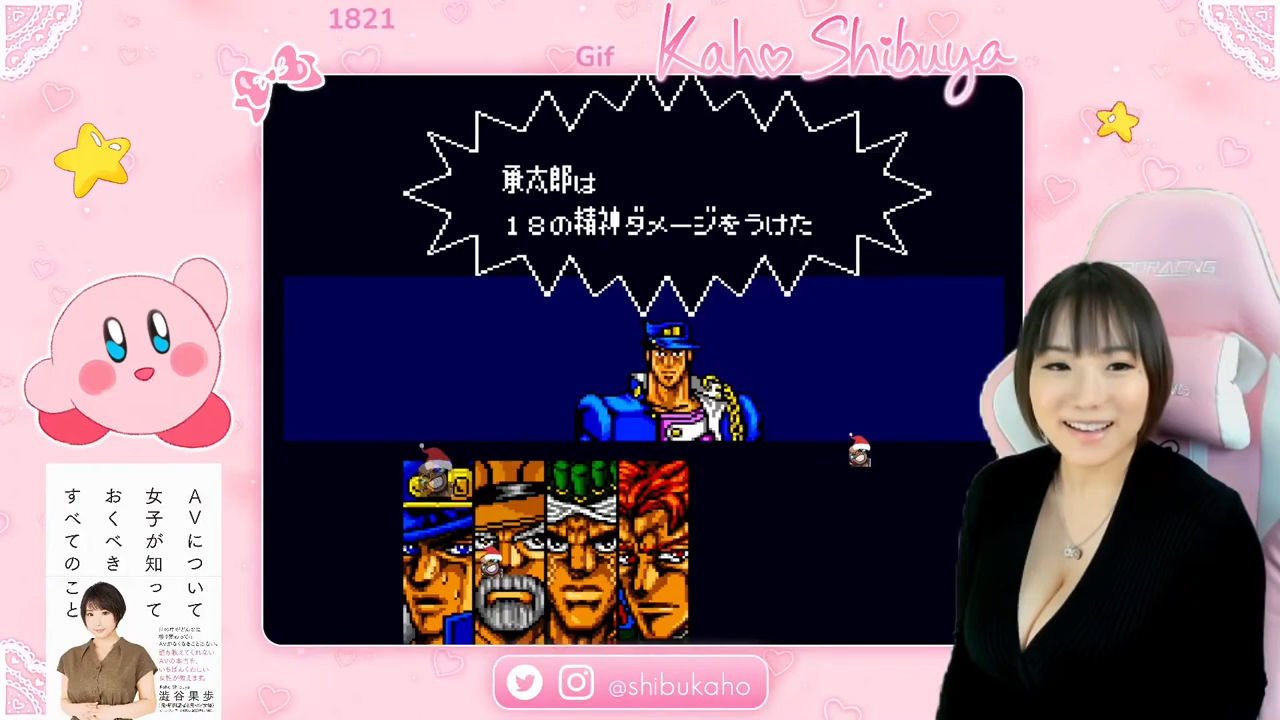 1821
Gif
Kaho Shibuya
承太郎は
18の精神ダメージをうけた
AVについて
女子が知って
おくべき
すべてのこと
澁谷果歩
@shibukaho